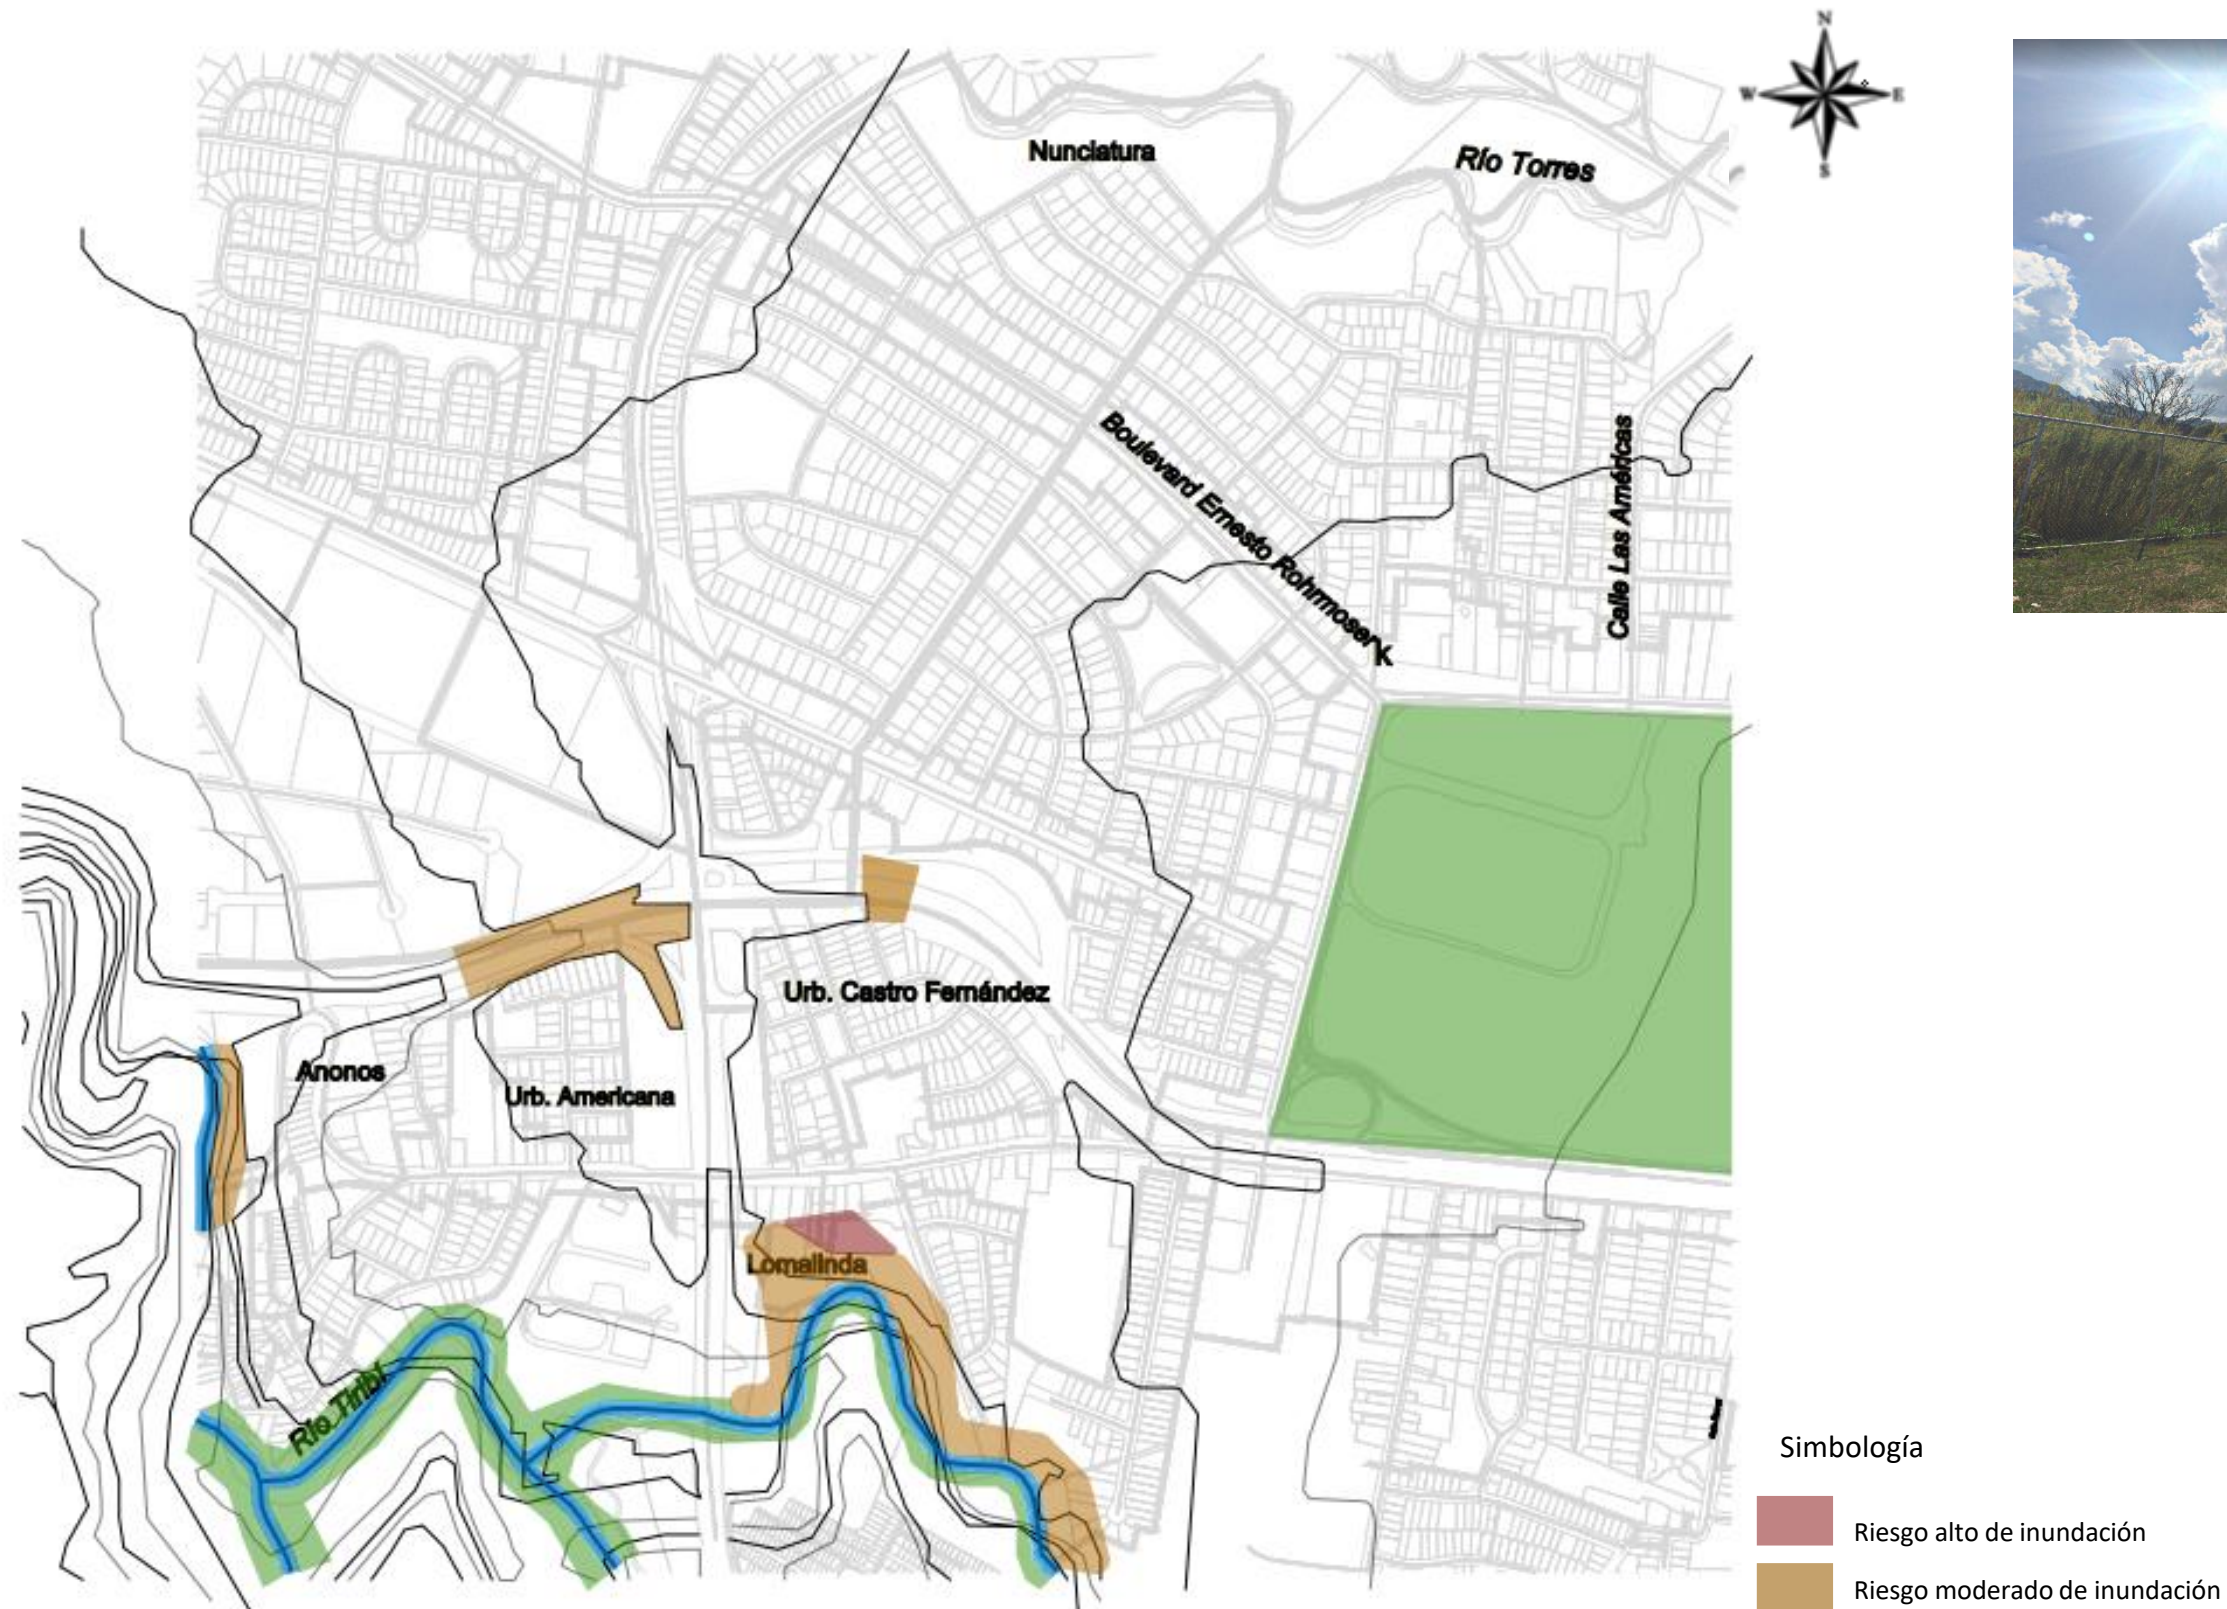 N
W
E
S
Nunciatura
Río Torres
Boulevard Ernesto Rohrmoser K
Calle Las Américas
Urb. Castro Fernández
Anonos
Urb. Americana
Lomalinda
Río Tiribí
Simbología
Riesgo alto de inundación
Riesgo moderado de inundación